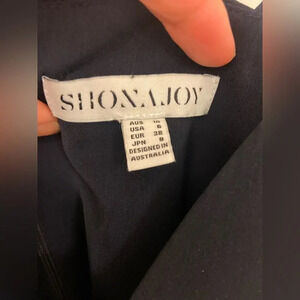 SHONA JOY
AUS 10
USA 6
EUR 38
JPN 9
DESIGNED IN
AUSTRALIA